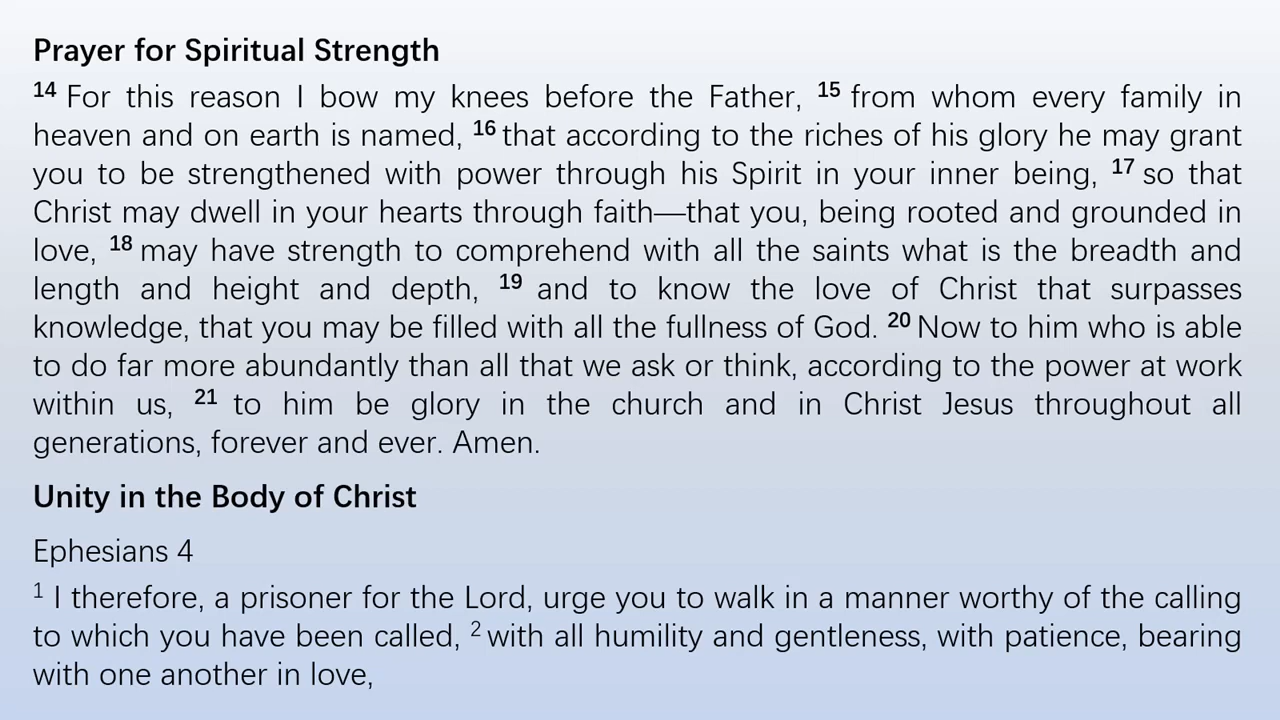 Prayer for Spiritual Strength
14 For this reason I bow my knees before the Father, 15 from whom every family in
heaven and on earth is named, 16 that according to the riches of his glory he may grant
you to be strengthened with power through his Spirit in your inner being, 17 so that
Christ may dwell in your hearts through faith—that you, being rooted and grounded in
love, 18 may have strength to comprehend with all the saints what is the breadth and
length and height and depth, 19 and to know the love of Christ that surpasses
knowledge, that you may be filled with all the fullness of God. 20 Now to him who is able
to do far more abundantly than all that we ask or think, according to the power at work
within us, 21 to him be glory in the church and in Christ Jesus throughout all
generations, forever and ever. Amen.
Unity in the Body of Christ
Ephesians 4
1 I therefore, a prisoner for the Lord, urge you to walk in a manner worthy of the calling
to which you have been called, 2 with all humility and gentleness, with patience, bearing
with one another in love,